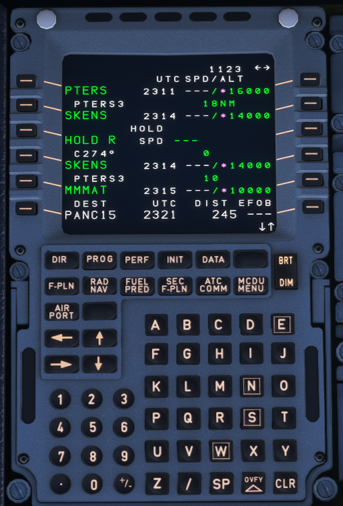 1123 ←→
UTC SPD/ALT
PTERS 2311 ---/*16000
PTERS3 18NM
SKENS 2314 ---/*14000
HOLD
HOLD R SPD ---
C274° 0
SKENS 2314 ---/*14000
PTERS3 10
MMMAT 2315 ---/*10000
DEST UTC DIST EFOB
PANC15 2321 245 ---
↓↑
DIR PROG PERF INIT DATA BRT
F-PLN RAD NAV FUEL PRED SEC F-PLN ATC COMM MCDU MENU DIM
AIR PORT
← ↑
→ ↓
A B C D E
F G H I J
1 2 3 K L M N O
4 5 6 P Q R S T
7 8 9 U V W X Y
. 0 +/- Z / SP OVFY △ CLR